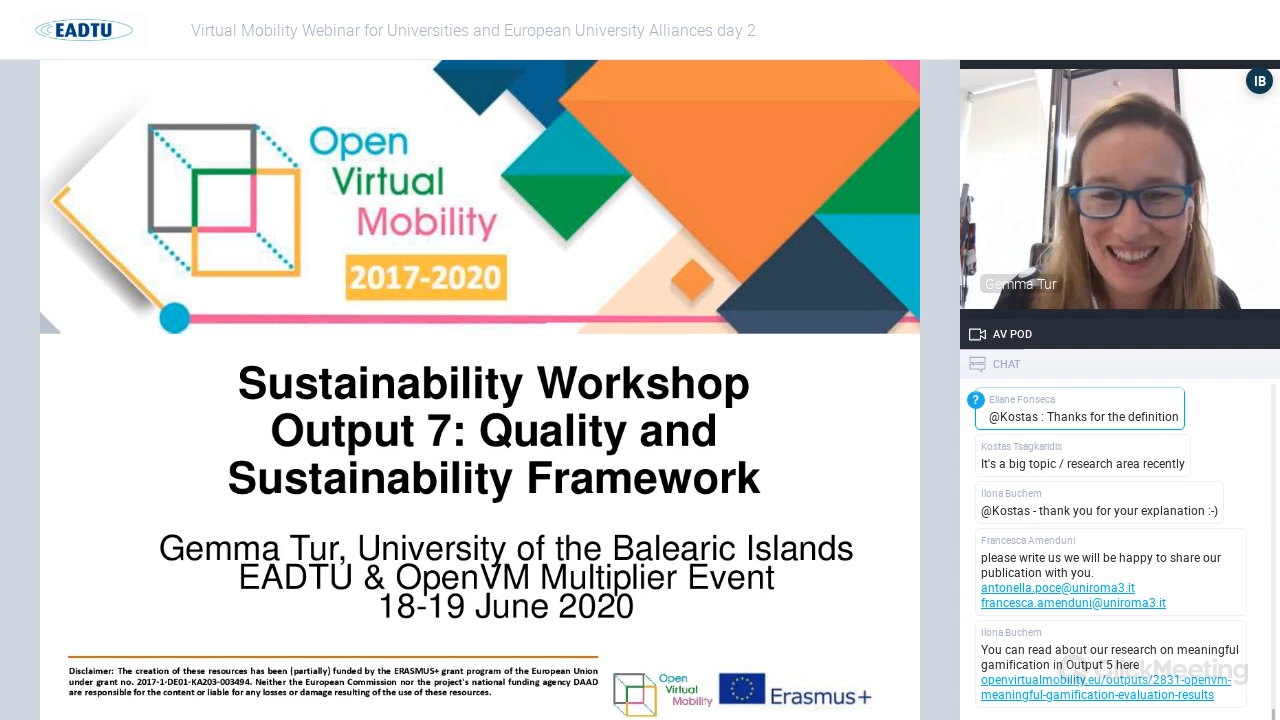 EADTU
Virtual Mobility Webinar for Universities and European University Alliances day 2
Open
Virtual
Mobility
2017-2020
Sustainability Workshop
Output 7: Quality and
Sustainability Framework
Gemma Tur, University of the Balearic Islands
EADTU & OpenVM Multiplier Event
18-19 June 2020
Disclaimer: The creation of these resources has been (partially) funded by the ERASMUS+ grant program of the European Union
under grant no. 2017-1-DE01-KA203-003494. Neither the European Commission nor the project's national funding agency DAAD
are responsible for the content or liable for any losses or damage resulting of the use of these resources.
Open
Virtual
Mobility
Erasmus+
IB
Gemma Tur
AV POD
CHAT
?
Eliane Fonseca
@Kostas : Thanks for the definition
Kostas Tsagkaridis
It's a big topic / research area recently
Ilona Buchem
@Kostas - thank you for your explanation :-)
Francesca Amenduni
please write us we will be happy to share our
publication with you.
antonella.poce@uniroma3.it
francesca.amenduni@uniroma3.it
Ilona Buchem
You can read about our research on meaningful
gamification in Output 5 here
openvirtualmobility.eu/outputs/2831-openvm-
meaningful-gamification-evaluation-results
ClickMeeting